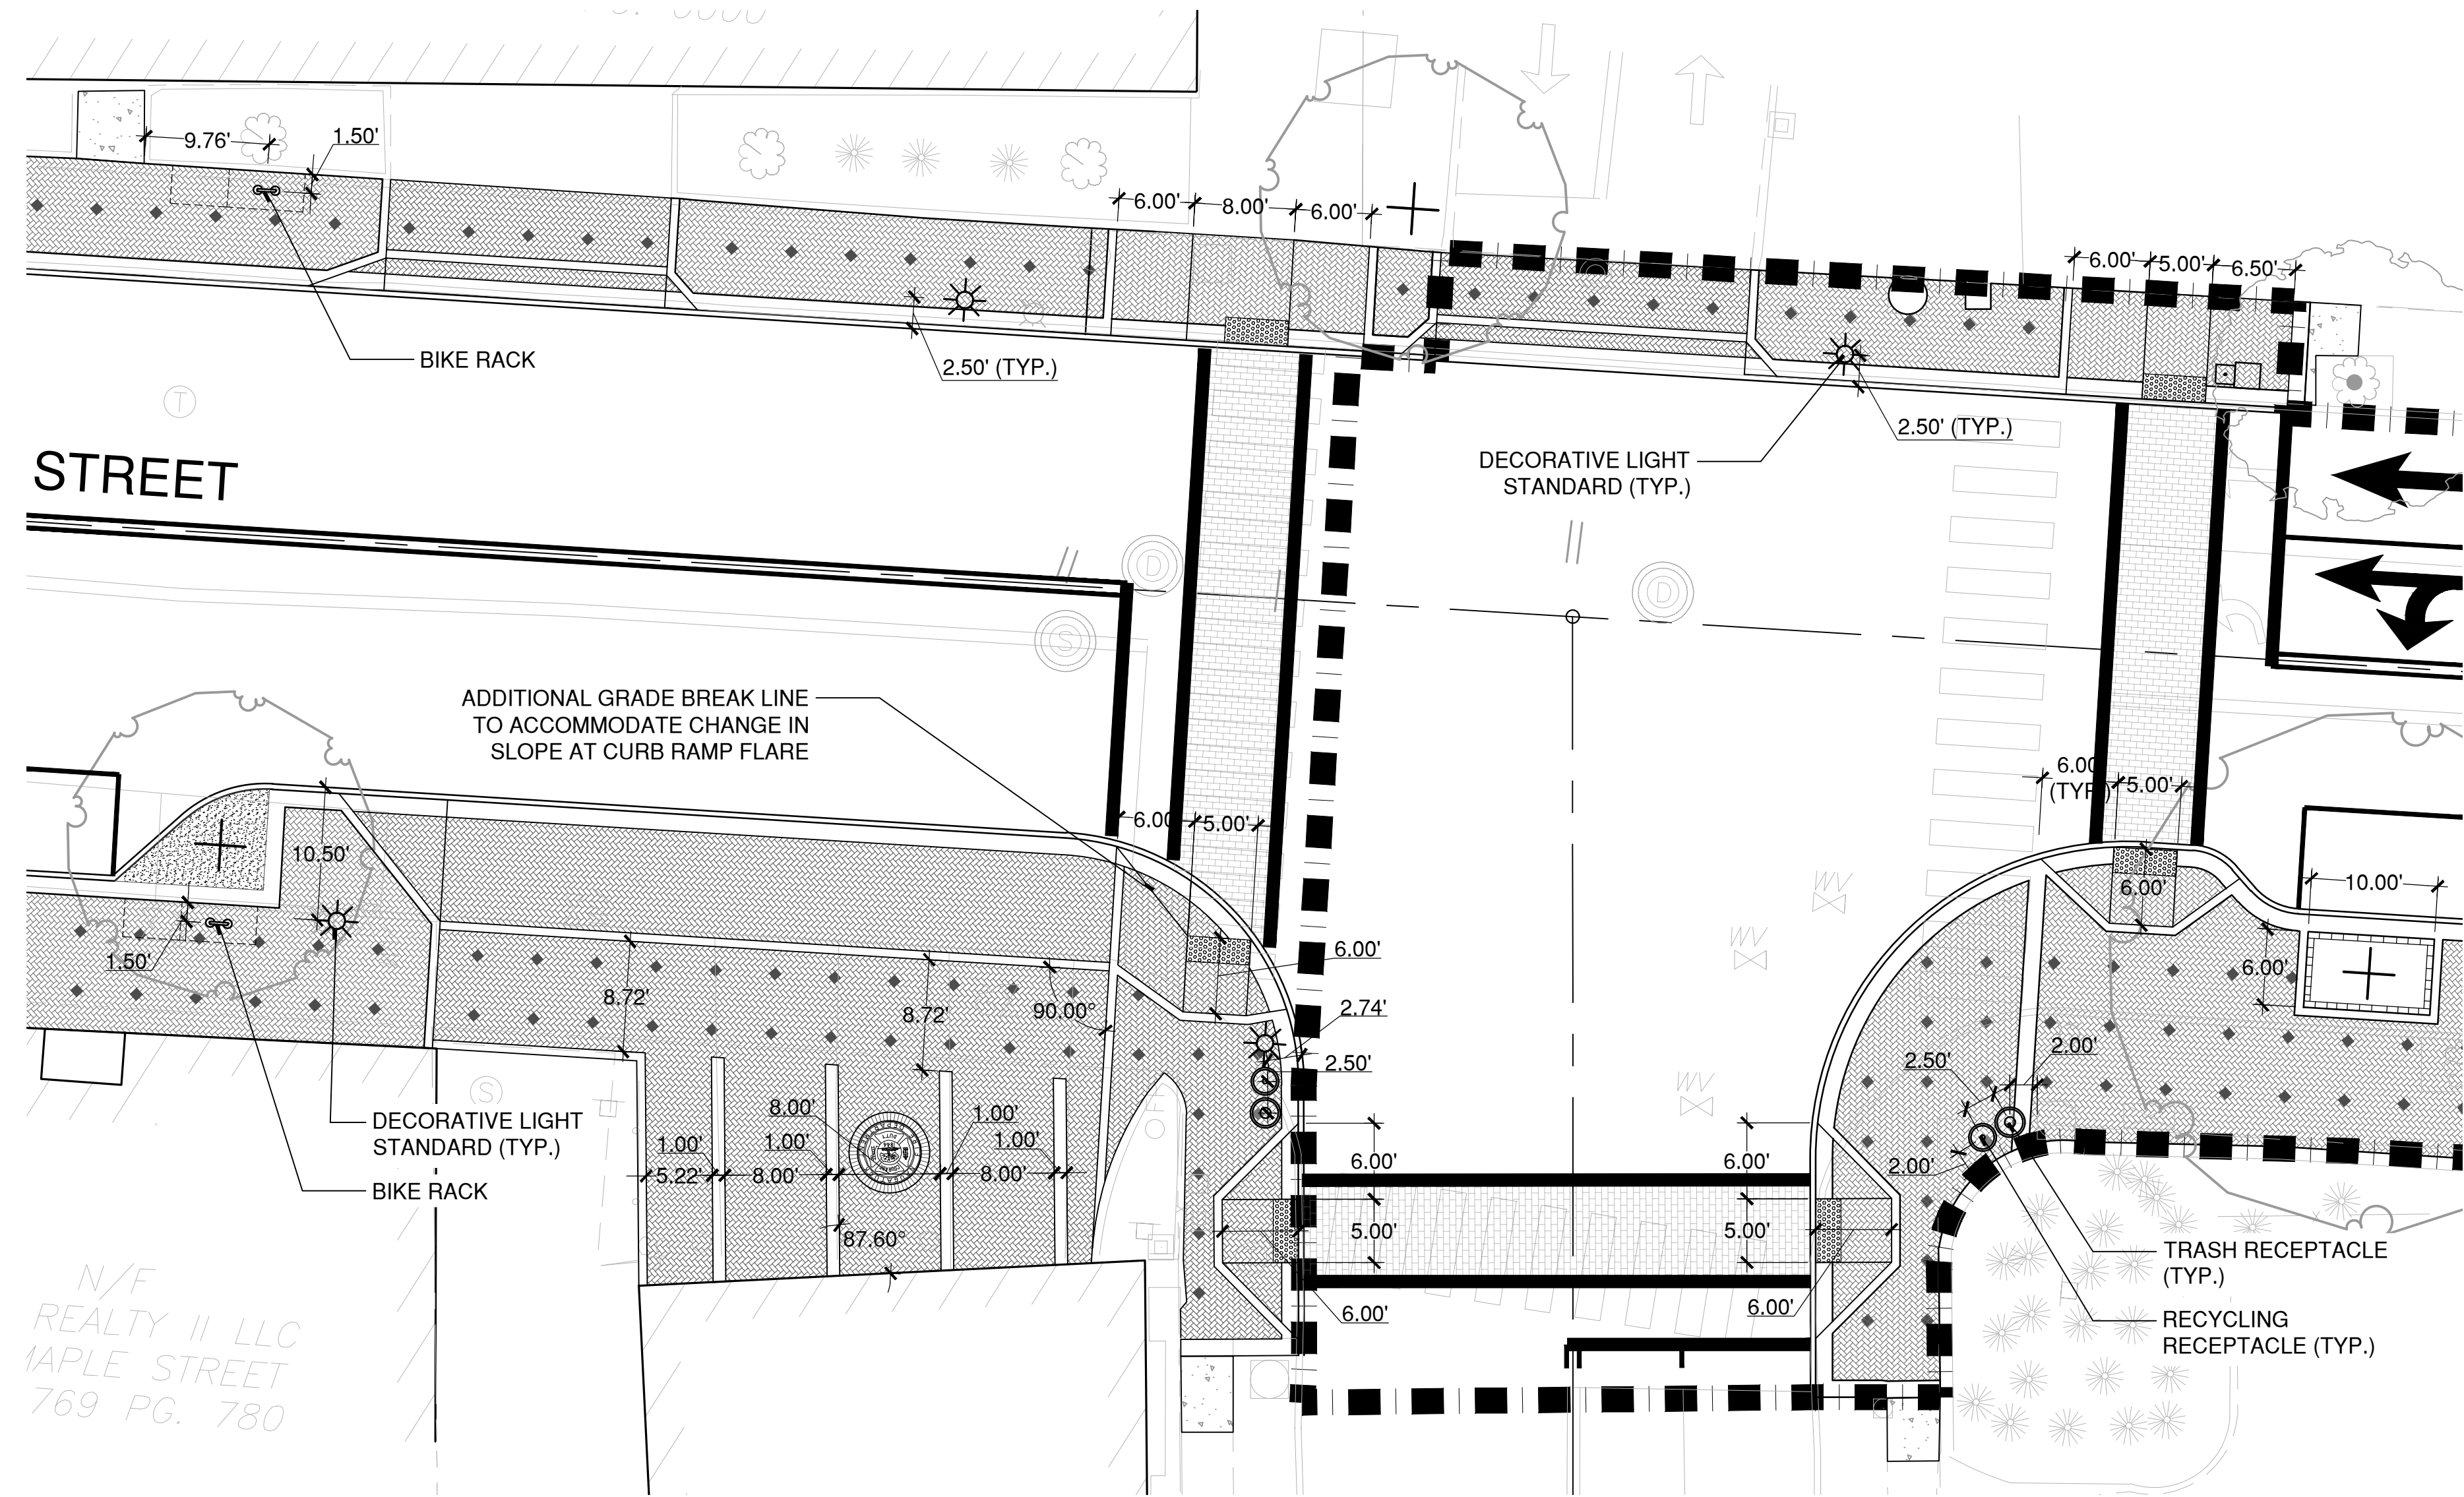 9.76'
1.50'
6.00'
8.00'
6.00'
6.00'
5.00'
6.50'
BIKE RACK
2.50' (TYP.)
2.50' (TYP.)
T
STREET
DECORATIVE LIGHT
STANDARD (TYP.)
D
D
S
ADDITIONAL GRADE BREAK LINE
TO ACCOMMODATE CHANGE IN
SLOPE AT CURB RAMP FLARE
6.00'
(TYP.)
5.00'
6.00'
5.00'
10.50'
WV
WV
WV
6.00'
10.00'
1.50'
6.00'
6.00'
8.72'
8.72'
90.00°
2.74'
2.50'
2.50'
2.00'
S
DECORATIVE LIGHT
STANDARD (TYP.)
8.00'
1.00'
1.00'
1.00'
1.00'
5.22'
8.00'
8.00'
6.00'
6.00'
2.00'
BIKE RACK
87.60°
5.00'
5.00'
TRASH RECEPTACLE
(TYP.)
6.00'
6.00'
RECYCLING
RECEPTACLE (TYP.)
N/F
REALTY II LLC
MAPLE STREET
769 PG. 780